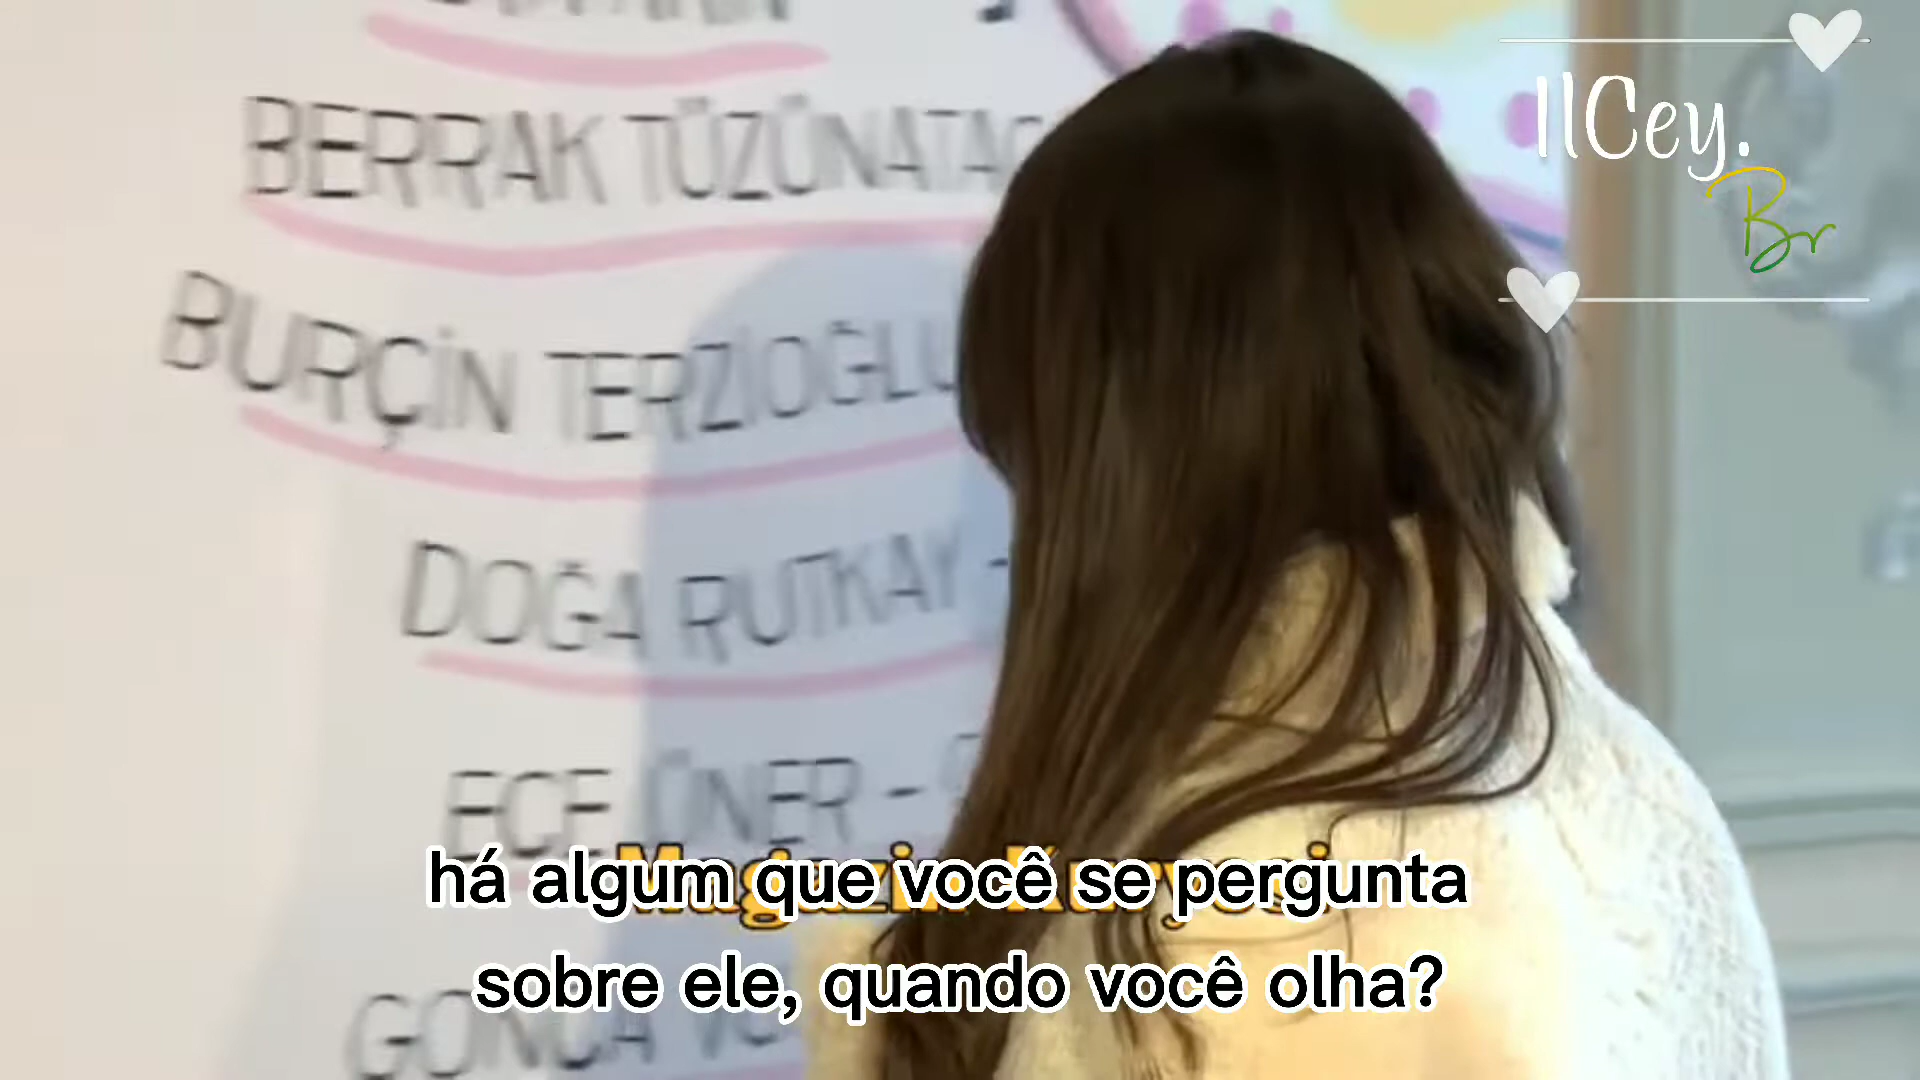 BERRAK TÜZÜNATAÇ
BURÇİN TERZİOĞLU
DOĞA RUTKAY -
ECE ÜNER -
GONCA
IlCey.
Br
há algum que você se pergunta
sobre ele, quando você olha?